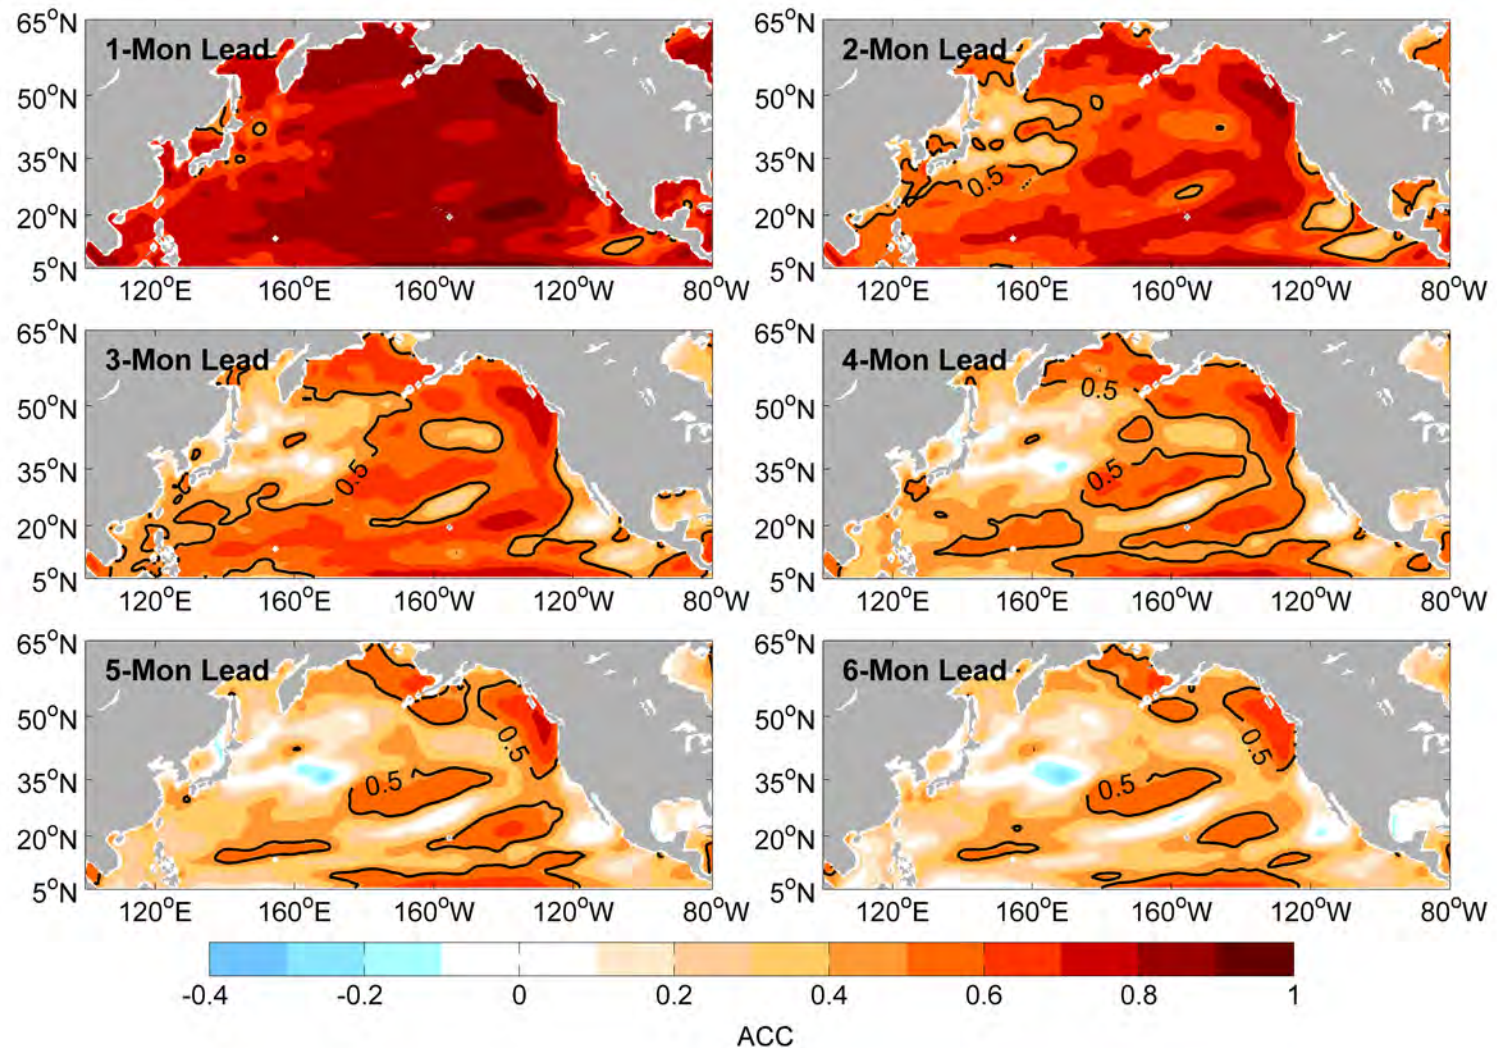 65°N 65°N
1-Mon Lead 2-Mon Lead
50°N 50°N
35°N 35°N
0.5
20°N 20°N
5°N 5°N
120°E 160°E 160°W 120°W 80°W 120°E 160°E 160°W 120°W 80°W
65°N 65°N
3-Mon Lead 4-Mon Lead
0.5
50°N 50°N
35°N 35°N
0.5 0.5
20°N 20°N
5°N 5°N
120°E 160°E 160°W 120°W 80°W 120°E 160°E 160°W 120°W 80°W
65°N 65°N
5-Mon Lead 6-Mon Lead
50°N 50°N
0.5 0.5
35°N 35°N
0.5 0.5
20°N 20°N
5°N 5°N
120°E 160°E 160°W 120°W 80°W 120°E 160°E 160°W 120°W 80°W
-0.4 -0.2 0 0.2 0.4 0.6 0.8 1
ACC